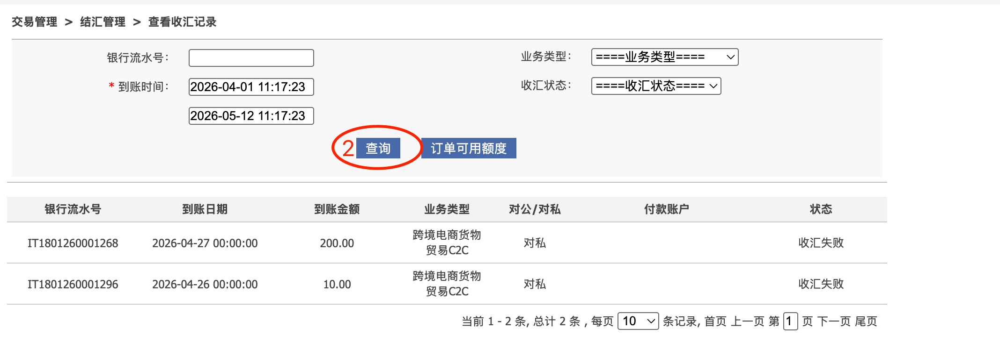 交易管理 > 结汇管理 > 查看收汇记录
银行流水号： 业务类型： ====业务类型====
* 到账时间： 2026-04-01 11:17:23 收汇状态： ====收汇状态====
2026-05-12 11:17:23
2 查询 订单可用额度
银行流水号 到账日期 到账金额 业务类型 对公/对私 付款账户 状态
IT1801260001268 2026-04-27 00:00:00 200.00 跨境电商货物 对私 收汇失败
贸易C2C
IT1801260001296 2026-04-26 00:00:00 10.00 跨境电商货物 对私 收汇失败
贸易C2C
当前 1 - 2 条, 总计 2 条 , 每页 10 条记录, 首页 上一页 第 1 页 下一页 尾页